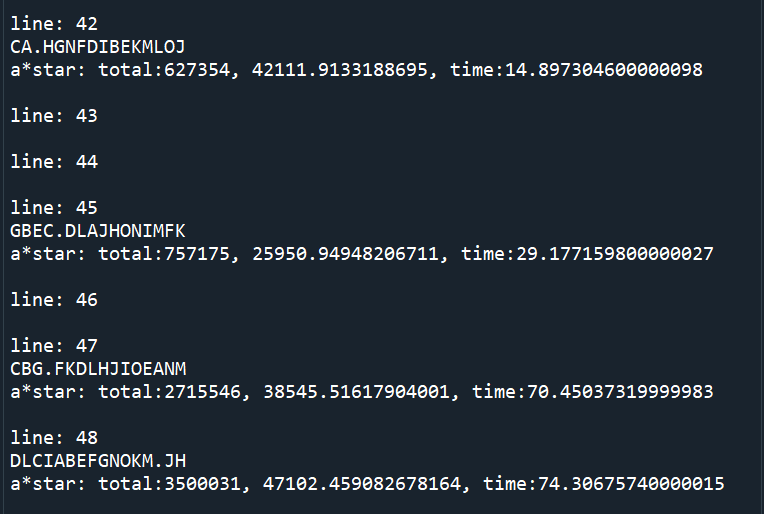 line: 42
CA.HGNFDIBEKMLOJ
a*star: total:627354, 42111.9133188695, time:14.897304600000098
line: 43
line: 44
line: 45
GBEC.DLAJHONIMFK
a*star: total:757175, 25950.94948206711, time:29.177159800000027
line: 46
line: 47
CBG.FKDLHJIOEANM
a*star: total:2715546, 38545.51617904001, time:70.45037319999983
line: 48
DLCIABEFGNOKM.JH
a*star: total:3500031, 47102.459082678164, time:74.30675740000015